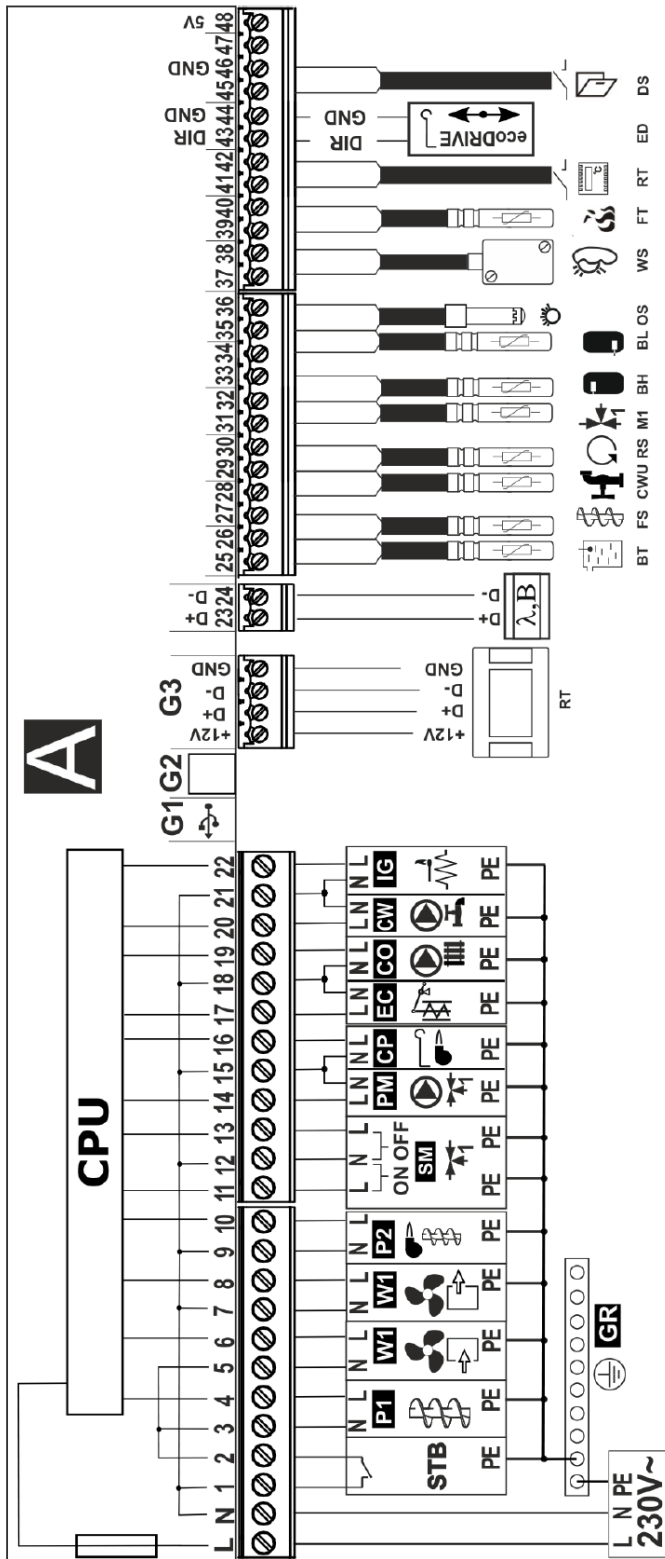 A
CPU
G1 G2 G3
+12V D+ D- GND
D+ D-
DIR GND GND 5V
L N 1 2 3 4 5 6 7 8 9 10 11 12 13 14 15 16 17 18 19 20 21 22
23 24
25 26 27 28 29 30 31 32 33 34 35 36
37 38 39 40 41 42 43 44 45 46 47 48
STB PE
N L P1 PE
N L W1 PE
N L W1 PE
N L P2 PE
L N L ON OFF SM PE PE
L N PM PE
N L CP PE
L N EC PE
N L CO PE
L N CW PE
N L IG PE
GR
L N PE
230V~
+12V D+ D- GND
RT
D+ D-
λ,B
BT FS CWU RS M1 BH BL OS WS FT RT ED DS
°C
DIR GND
ecoDRIVE